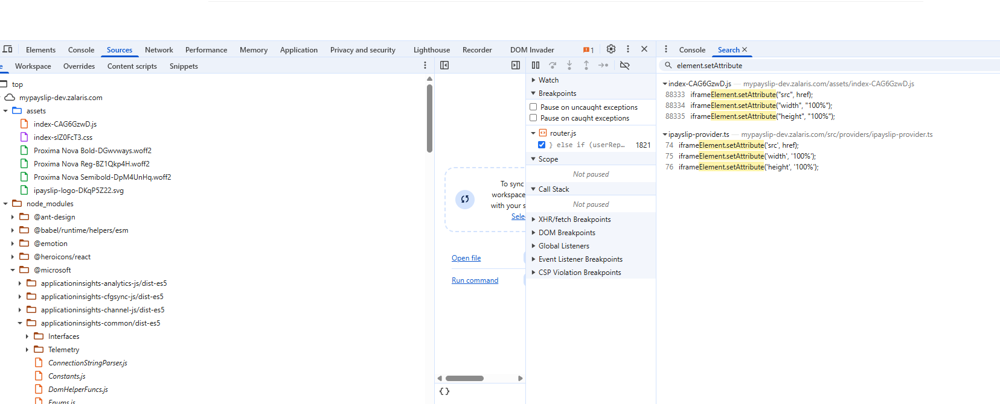 Elements Console Sources Network Performance Memory Application Privacy and security Lighthouse Recorder DOM Invader 1
Workspace Overrides Content scripts Snippets
top
mypayslip-dev.zalaris.com
assets
index-CAG6GzwD.js
index-slZ0FcT3.css
Proxima Nova Bold-DGwvways.woff2
Proxima Nova Reg-BZ1Qkp4H.woff2
Proxima Nova Semibold-DpM4UnHq.woff2
ipayslip-logo-DKqP5Z22.svg
node_modules
@ant-design
@babel/runtime/helpers/esm
@emotion
@heroicons/react
@microsoft
applicationinsights-analytics-js/dist-es5
applicationinsights-cfgsync-js/dist-es5
applicationinsights-channel-js/dist-es5
applicationinsights-common/dist-es5
Interfaces
Telemetry
ConnectionStringParser.js
Constants.js
DomHelperFuncs.js
Enums.js
To sync
workspace
with your s
Selec
Open file
Run command
{}
Watch
Breakpoints
Pause on uncaught exceptions
Pause on caught exceptions
router.js
} else if (userRep… 1821
Scope
Not paused
Call Stack
Not paused
XHR/fetch Breakpoints
DOM Breakpoints
Global Listeners
Event Listener Breakpoints
CSP Violation Breakpoints
Console Search
element.setAttribute
index-CAG6GzwD.js — mypayslip-dev.zalaris.com/assets/index-CAG6GzwD.js
88333 iframeElement.setAttribute("src", href);
88334 iframeElement.setAttribute("width", "100%");
88335 iframeElement.setAttribute("height", "100%");
ipayslip-provider.ts — mypayslip-dev.zalaris.com/src/providers/ipayslip-provider.ts
74 iframeElement.setAttribute('src', href);
75 iframeElement.setAttribute('width', '100%');
76 iframeElement.setAttribute('height', '100%');